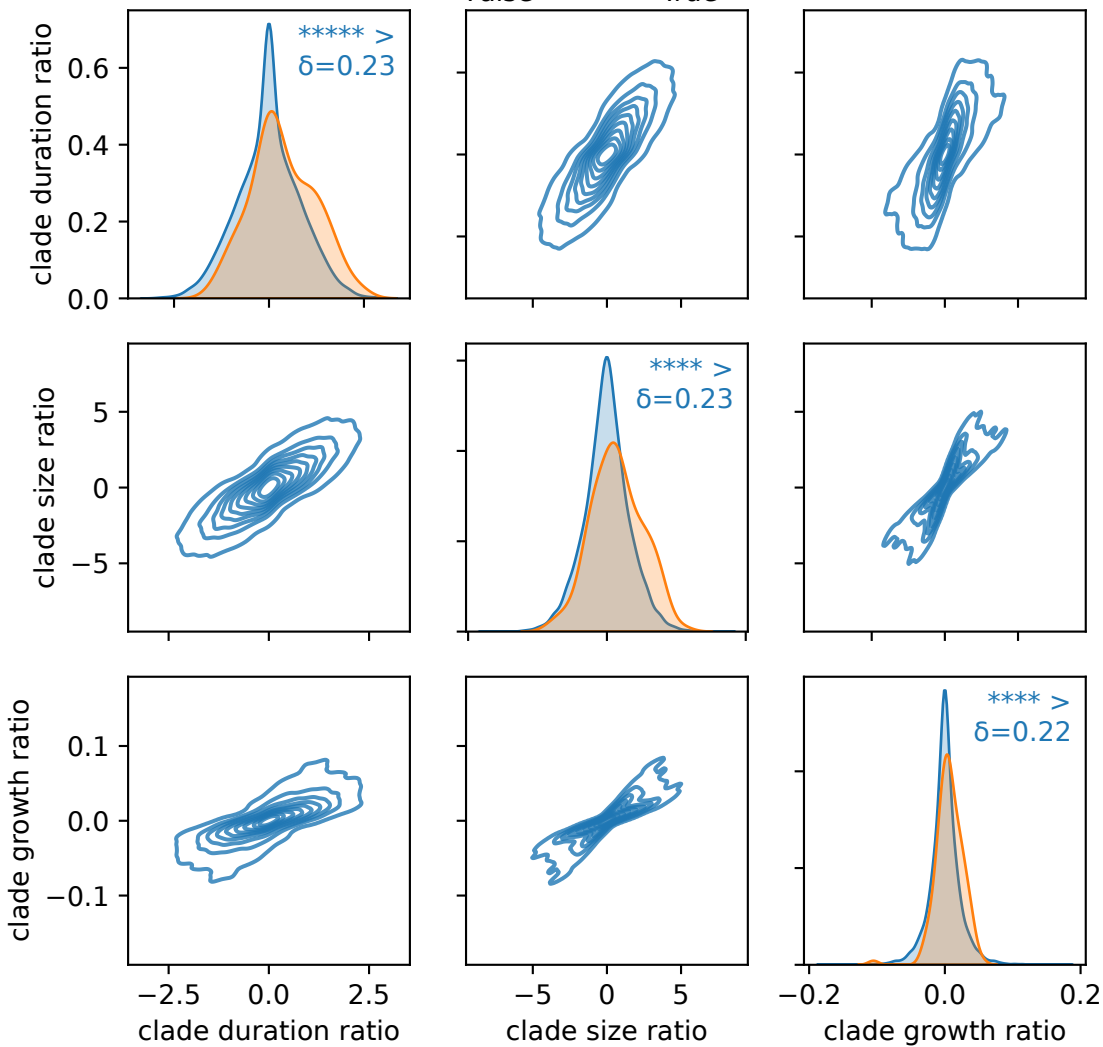 clade duration ratio
0.6
0.4
0.2
0.0
***** >
δ=0.23
clade size ratio
5
0
−5
**** >
δ=0.23
clade growth ratio
0.1
0.0
−0.1
**** >
δ=0.22
−2.5 0.0 2.5
−5 0 5
−0.2 0.0 0.2
clade duration ratio
clade size ratio
clade growth ratio